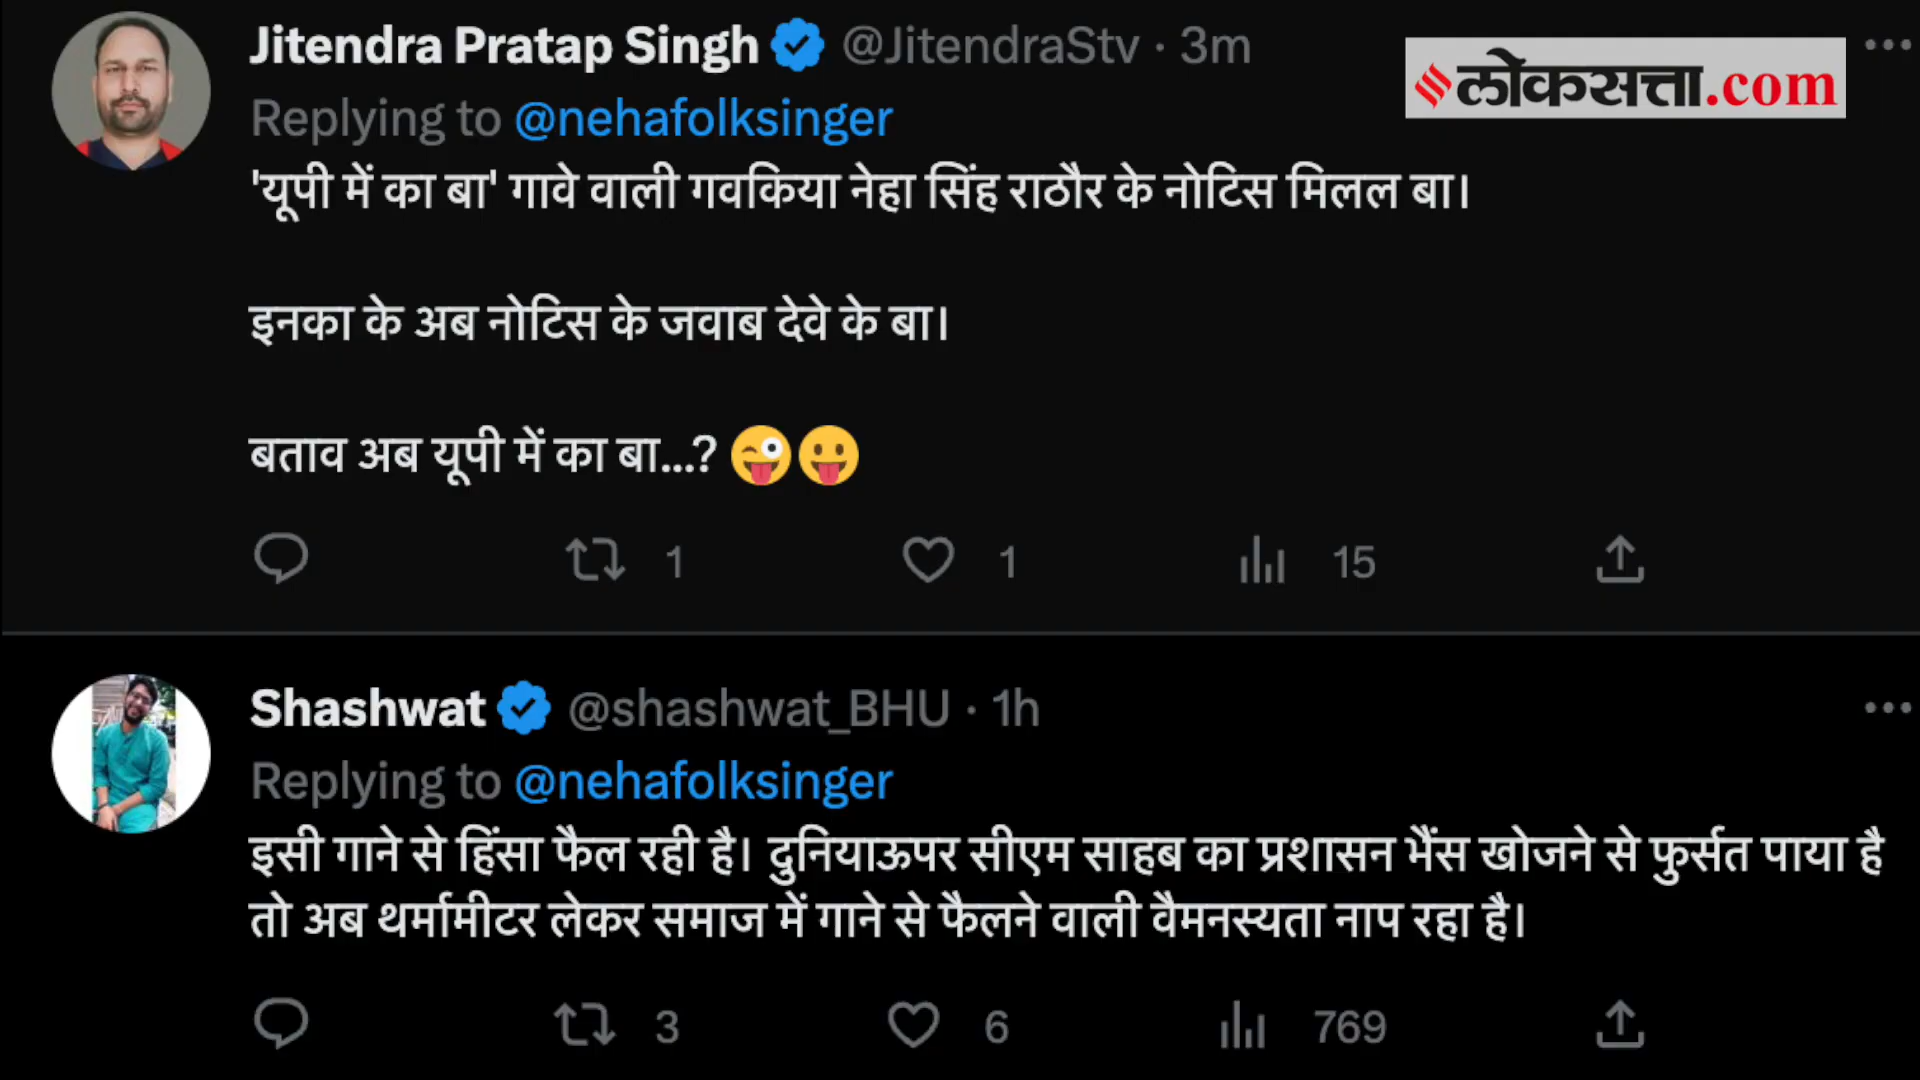 Jitendra Pratap Singh @JitendraStv · 3m
लोकसत्ता.com
Replying to @nehafolksinger
'यूपी में का बा' गावे वाली गवकिया नेहा सिंह राठौर के नोटिस मिलल बा।
इनका के अब नोटिस के जवाब देवे के बा।
बताव अब यूपी में का बा...? 😜😛
1 1 15
Shashwat @shashwat_BHU · 1h
Replying to @nehafolksinger
इसी गाने से हिंसा फैल रही है। दुनियाऊपर सीएम साहब का प्रशासन भैंस खोजने से फुर्सत पाया है
तो अब थर्मामीटर लेकर समाज में गाने से फैलने वाली वैमनस्यता नाप रहा है।
3 6 769